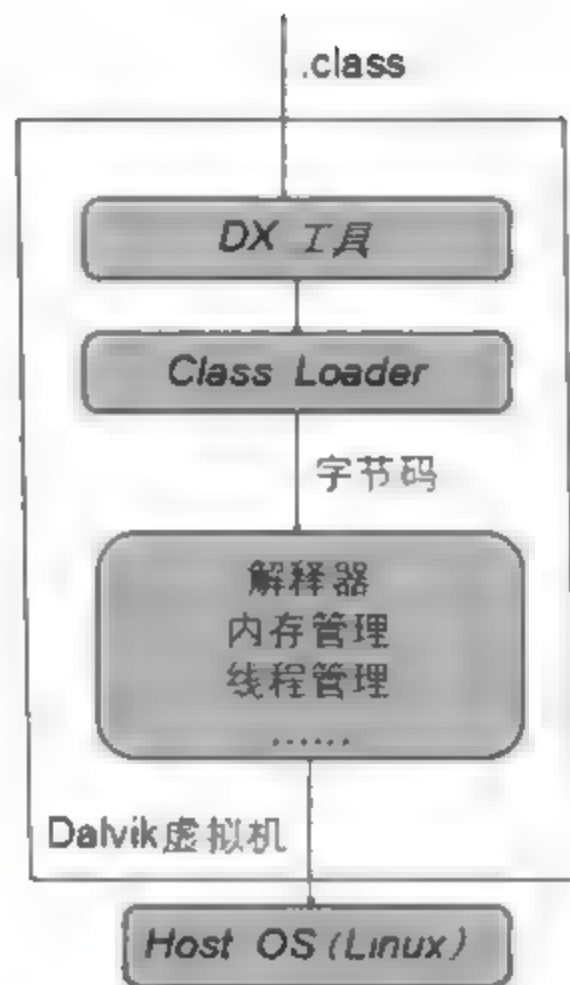 .class
DX 工具
Class Loader
字节码
解释器
内存管理
线程管理
......
Dalvik虚拟机
Host OS(Linux)